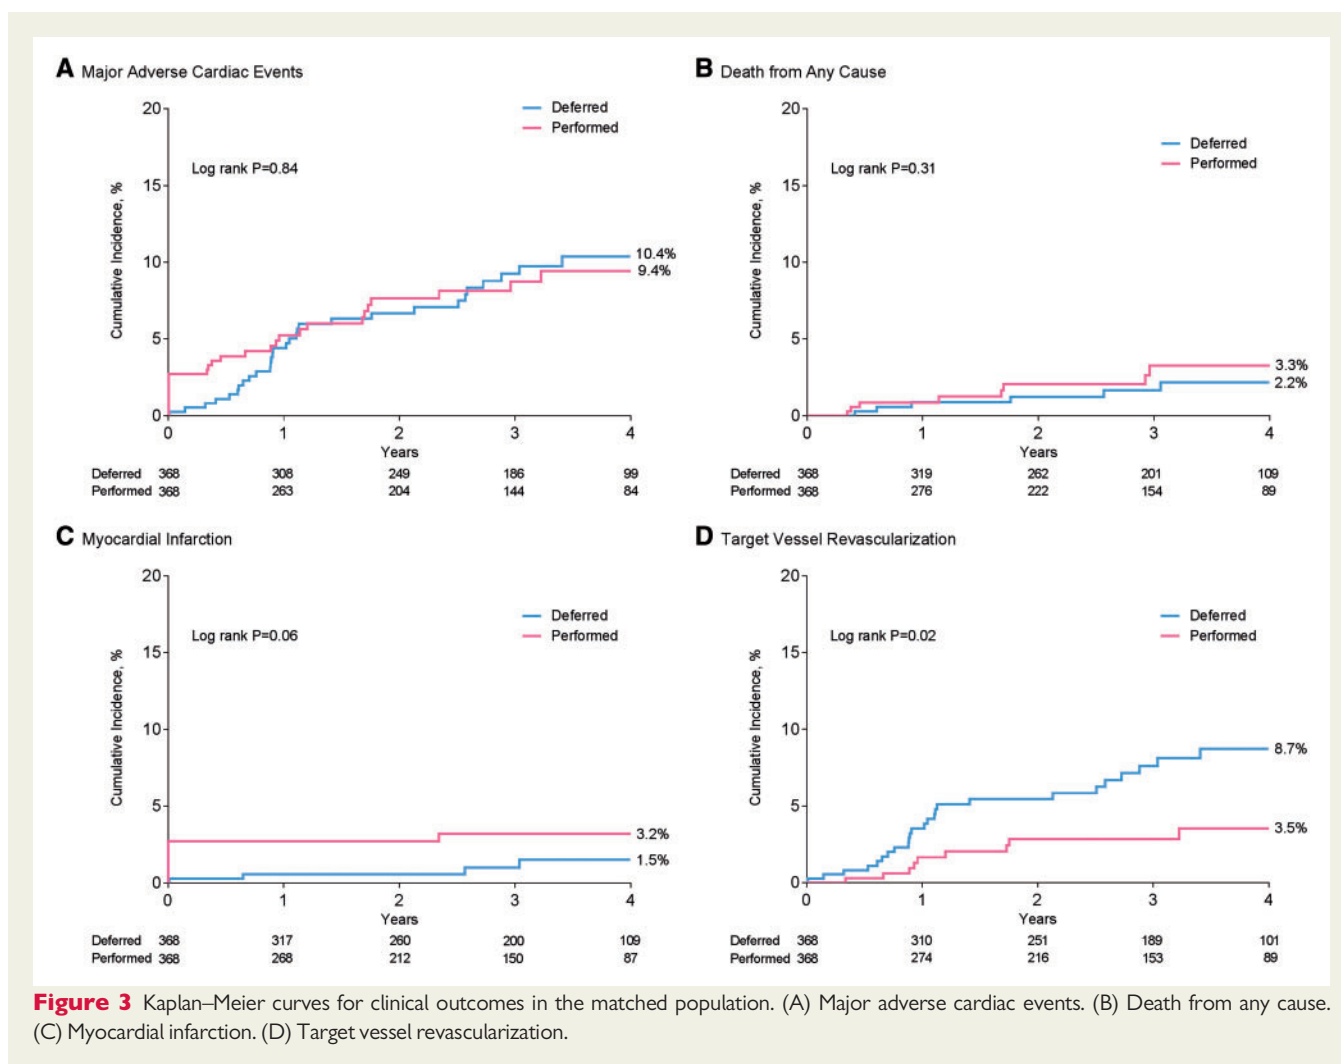 A Major Adverse Cardiac Events
20
15
10
5
0
Cumulative Incidence, %
Log rank P=0.84
Deferred
Performed
10.4%
9.4%
0 1 2 3 4
Years
Deferred 368 308 249 186 99
Performed 368 263 204 144 84
B Death from Any Cause
20
15
10
5
0
Cumulative Incidence, %
Log rank P=0.31
Deferred
Performed
3.3%
2.2%
0 1 2 3 4
Years
Deferred 368 319 262 201 109
Performed 368 276 222 154 89
C Myocardial Infarction
20
15
10
5
0
Cumulative Incidence, %
Log rank P=0.06
Deferred
Performed
3.2%
1.5%
0 1 2 3 4
Years
Deferred 368 317 260 200 109
Performed 368 268 212 150 87
D Target Vessel Revascularization
20
15
10
5
0
Cumulative Incidence, %
Log rank P=0.02
Deferred
Performed
8.7%
3.5%
0 1 2 3 4
Years
Deferred 368 310 251 189 101
Performed 368 274 216 153 89
Figure 3 Kaplan–Meier curves for clinical outcomes in the matched population. (A) Major adverse cardiac events. (B) Death from any cause.
(C) Myocardial infarction. (D) Target vessel revascularization.